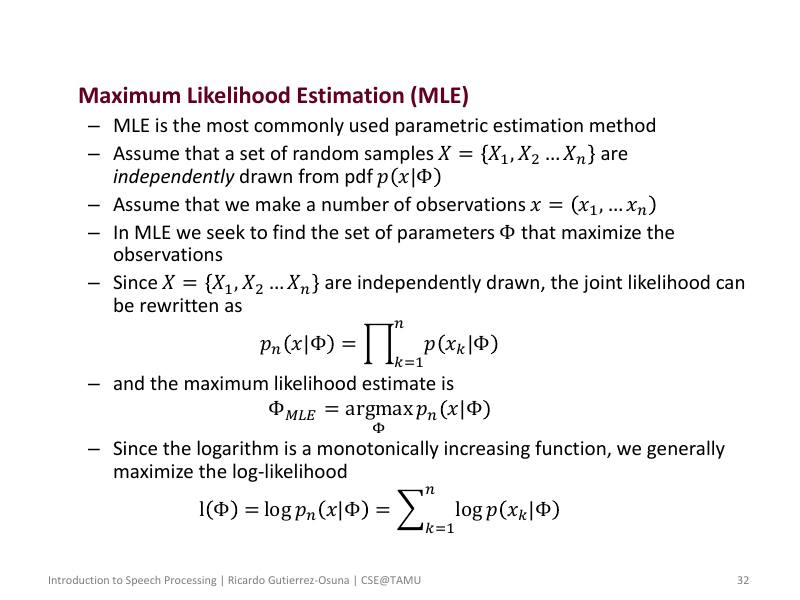 Maximum Likelihood Estimation (MLE)
– MLE is the most commonly used parametric estimation method
– Assume that a set of random samples 𝑋 = {𝑋₁, 𝑋₂ … 𝑋ₙ} are
independently drawn from pdf 𝑝(𝑥|Φ)
– Assume that we make a number of observations 𝑥 = (𝑥₁, … 𝑥ₙ)
– In MLE we seek to find the set of parameters Φ that maximize the
observations
– Since 𝑋 = {𝑋₁, 𝑋₂ … 𝑋ₙ} are independently drawn, the joint likelihood can
be rewritten as
𝑝ₙ(𝑥|Φ) = ∏ₖ₌₁ⁿ 𝑝(𝑥ₖ|Φ)
– and the maximum likelihood estimate is
Φ_𝑀𝐿𝐸 = argmax 𝑝ₙ(𝑥|Φ)
Φ
– Since the logarithm is a monotonically increasing function, we generally
maximize the log-likelihood
l(Φ) = log 𝑝ₙ(𝑥|Φ) = ∑ₖ₌₁ⁿ log 𝑝(𝑥ₖ|Φ)
Introduction to Speech Processing | Ricardo Gutierrez-Osuna | CSE@TAMU 32